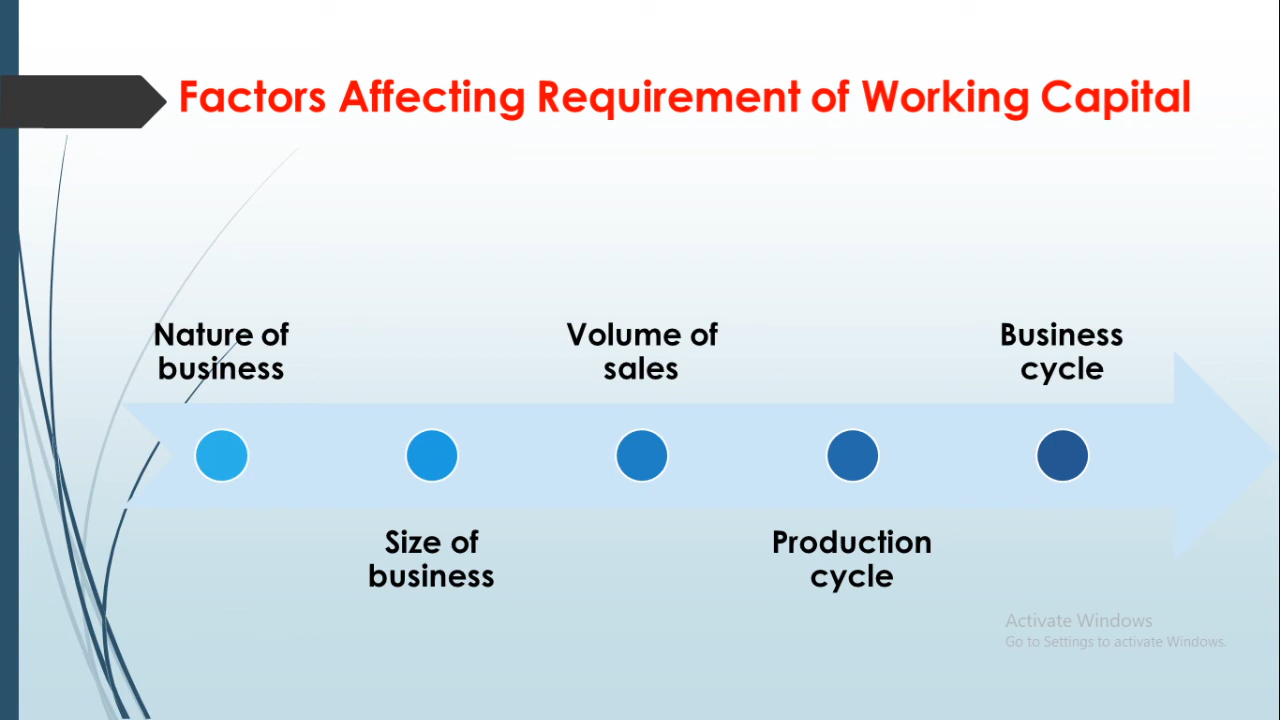 Factors Affecting Requirement of Working Capital
Nature of
business
Size of
business
Volume of
sales
Production
cycle
Business
cycle
Activate Windows
Go to Settings to activate Windows.